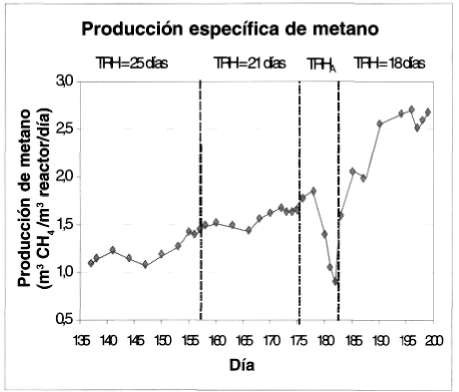 Producción específica de metano
TRH=25 días TRH=21 días TRHA TRH=18 días
Producción de metano
(m³ CH₄/m³ reactor/día)
3,0
2,5
2,0
1,5
1,0
0,5
135 140 145 150 155 160 165 170 175 180 185 190 195 200
Día